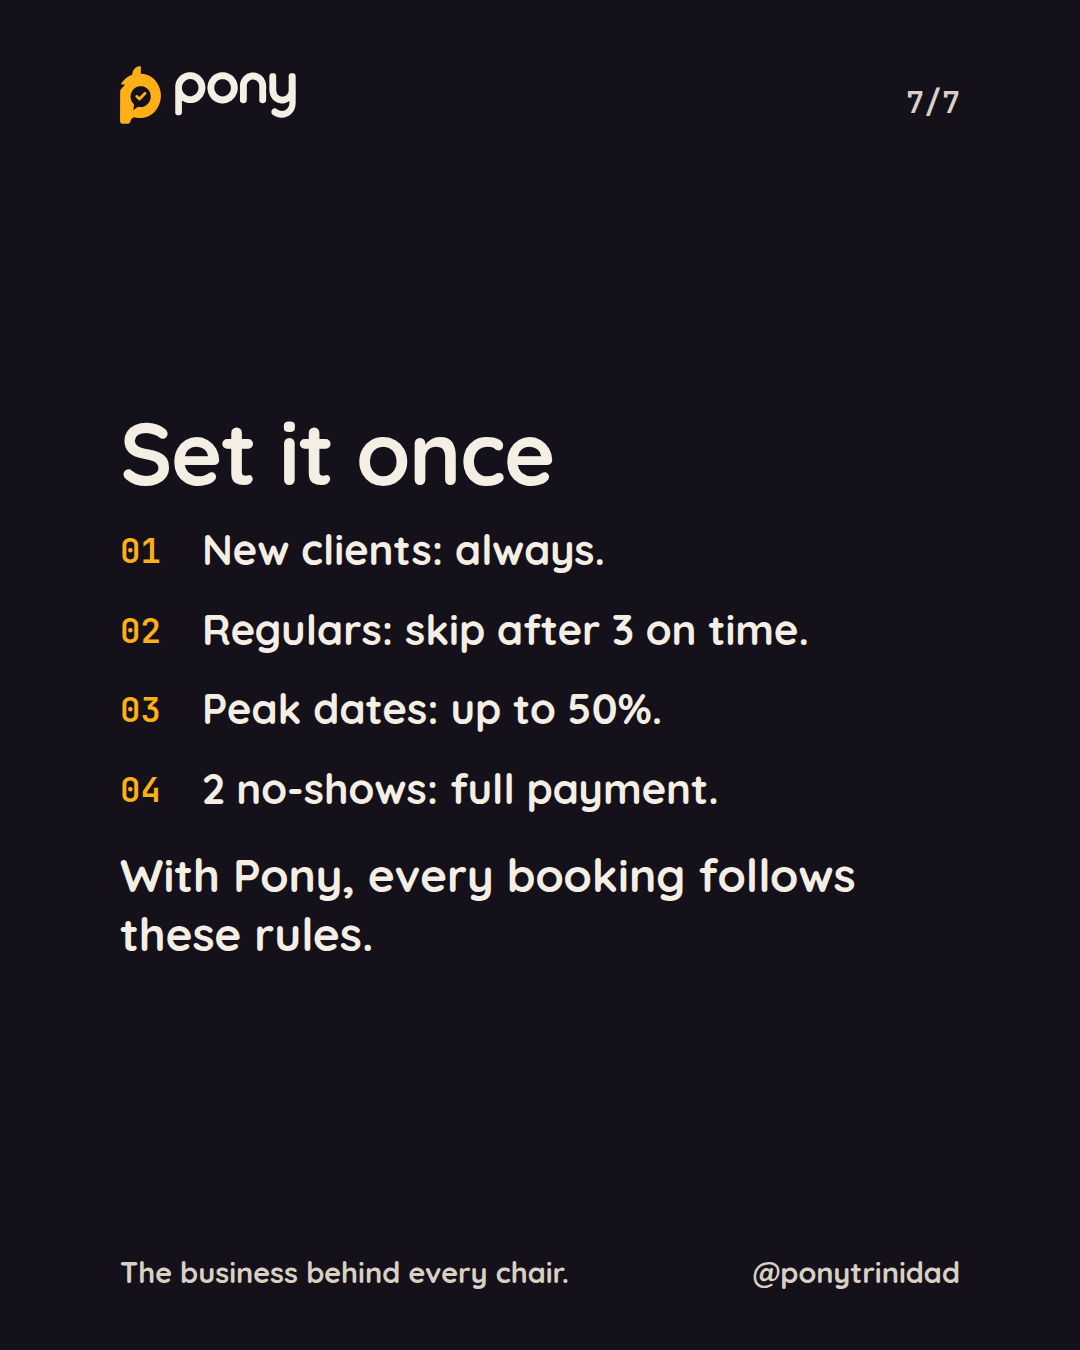 pony
7/7
Set it once
01 New clients: always.
02 Regulars: skip after 3 on time.
03 Peak dates: up to 50%.
04 2 no-shows: full payment.
With Pony, every booking follows
these rules.
The business behind every chair.
@ponytrinidad